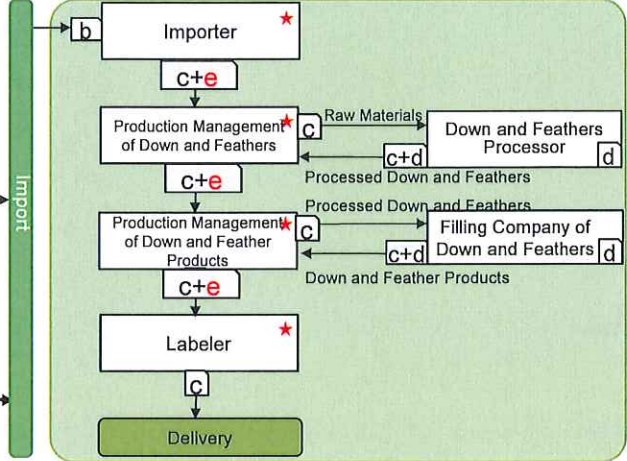 Import
b
Importer
c+e
Production Management
of Down and Feathers
c
Raw Materials
Down and Feathers
Processor
d
c+d
Processed Down and Feathers
c+e
Processed Down and Feathers
Production Management
of Down and Feather
Products
c
Filling Company of
Down and Feathers
d
c+d
Down and Feather Products
c+e
Labeler
c
Delivery